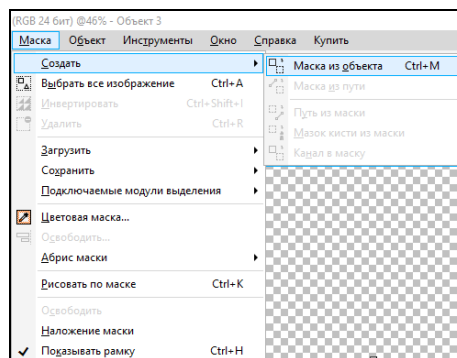 (RGB 24 бит) @46% - Объект 3
Маска Объект Инструменты Окно Справка Купить
Создать
Маска из объекта Ctrl+M
Выбрать все изображение Ctrl+A
Маска из пути
Инвертировать Ctrl+Shift+I
Путь из маски
Удалить Ctrl+R
Мазок кисти из маски
Загрузить
Канал в маску
Сохранить
Подключаемые модули выделения
Цветовая маска...
Освободить...
Абрис маски
Рисовать по маске Ctrl+K
Освободить
Наложение маски
Показывать рамку Ctrl+H